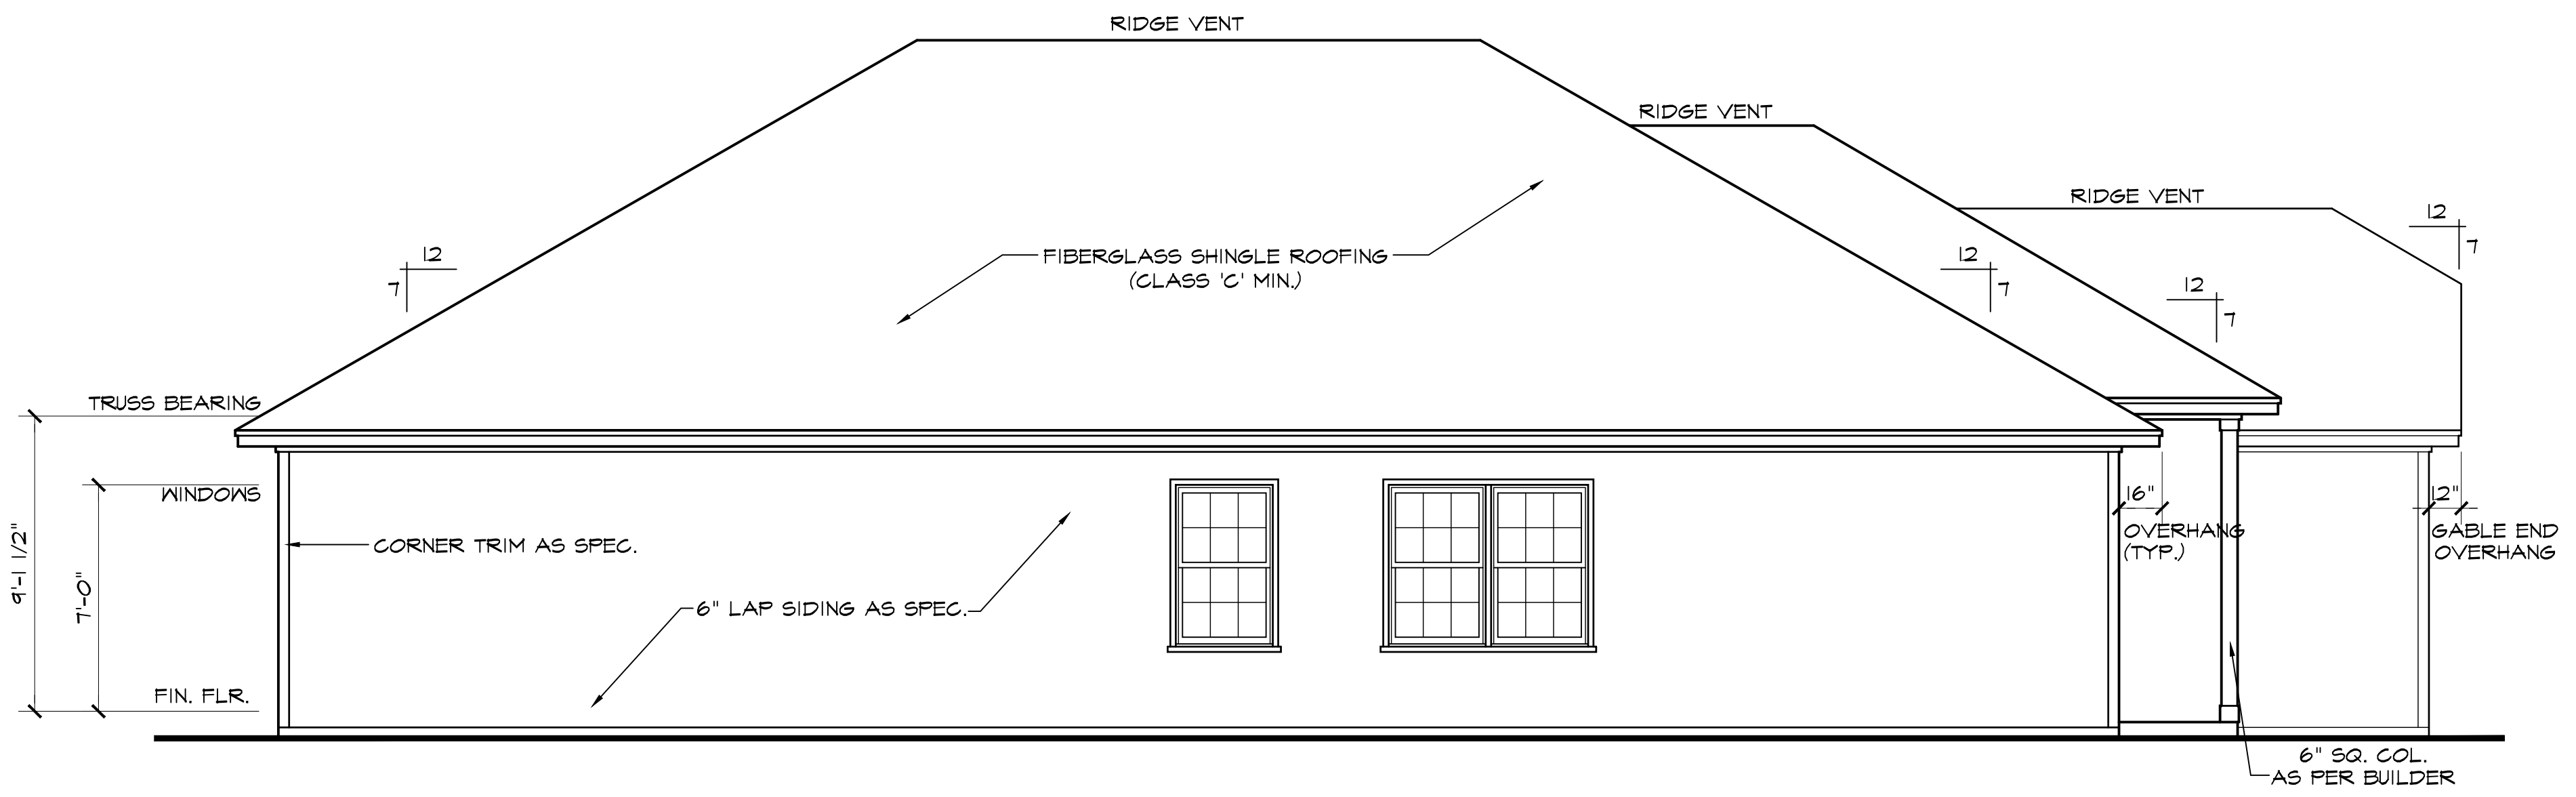 RIDGE VENT
RIDGE VENT
RIDGE VENT
12
7
12
7
12
7
12
7
FIBERGLASS SHINGLE ROOFING
(CLASS 'C' MIN.)
TRUSS BEARING
WINDOWS
9'-1 1/2"
7'-0"
FIN. FLR.
CORNER TRIM AS SPEC.
6" LAP SIDING AS SPEC.
16"
OVERHANG
(TYP.)
12"
GABLE END
OVERHANG
6" SQ. COL.
AS PER BUILDER